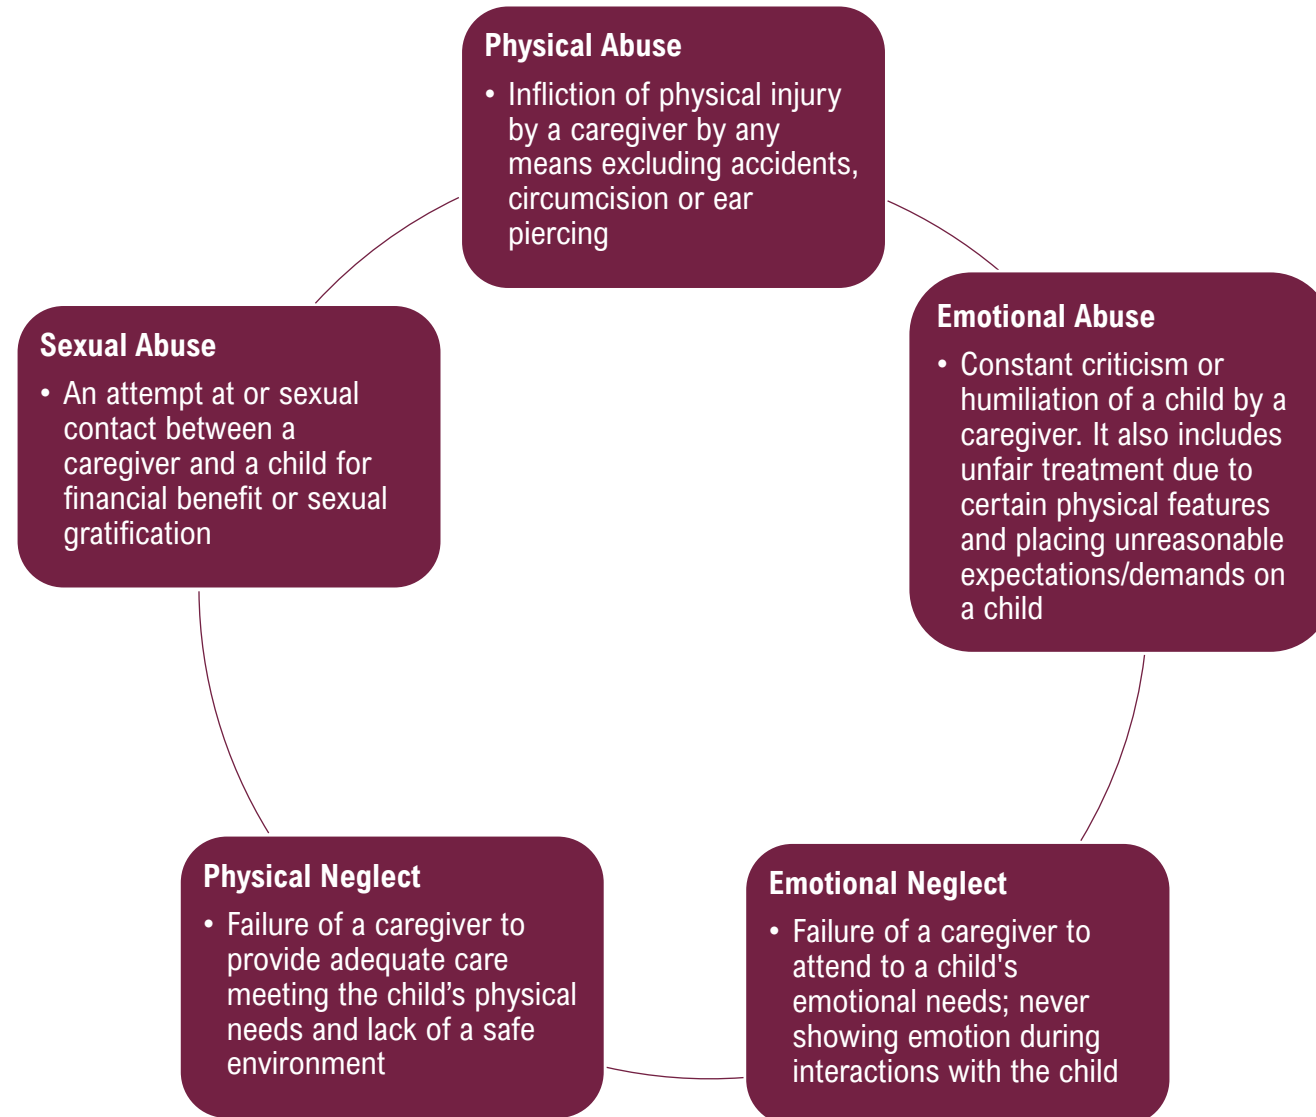 Physical Abuse
• Infliction of physical injury
by a caregiver by any
means excluding accidents,
circumcision or ear
piercing
Emotional Abuse
• Constant criticism or
humiliation of a child by a
caregiver. It also includes
unfair treatment due to
certain physical features
and placing unreasonable
expectations/demands on
a child
Emotional Neglect
• Failure of a caregiver to
attend to a child's
emotional needs; never
showing emotion during
interactions with the child
Physical Neglect
• Failure of a caregiver to
provide adequate care
meeting the child’s physical
needs and lack of a safe
environment
Sexual Abuse
• An attempt at or sexual
contact between a
caregiver and a child for
financial benefit or sexual
gratification